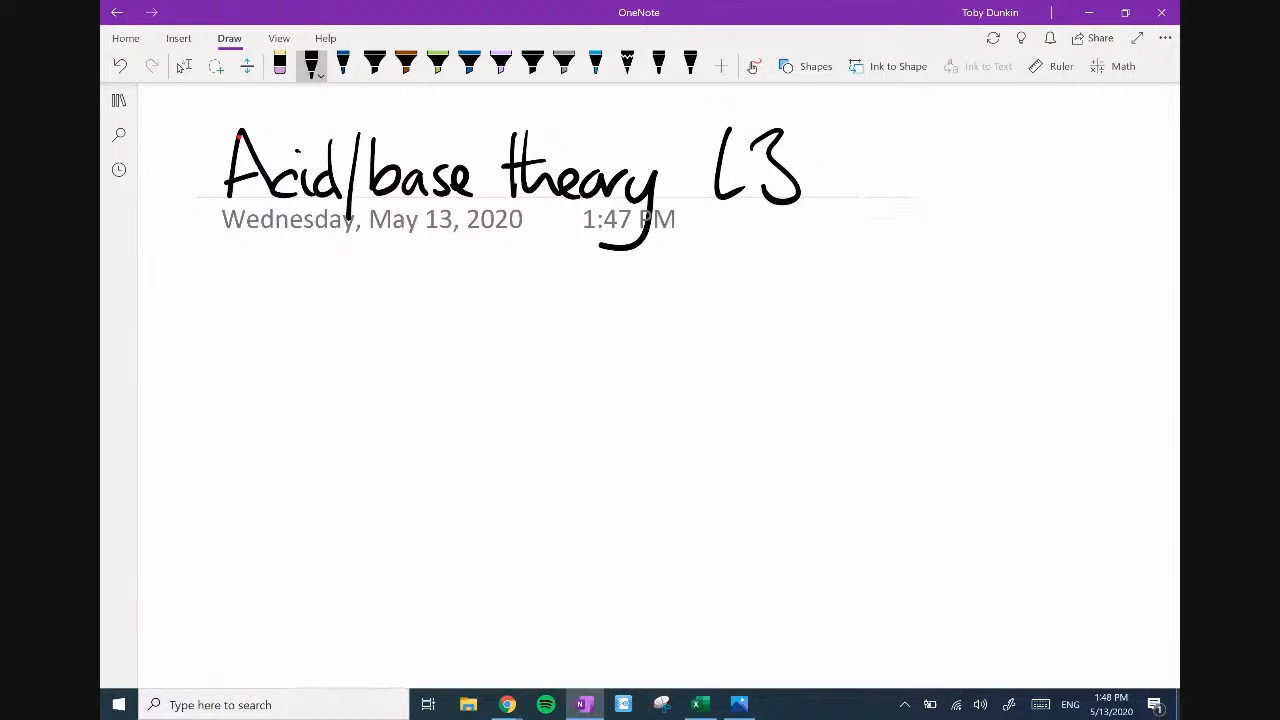 OneNote
Toby Dunkin
Home Insert Draw View Help
Share
Shapes Ink to Shape Ink to Text Ruler Math
Acid/base theory L3
Wednesday, May 13, 2020 1:47 PM
Type here to search
ENG
1:48 PM
5/13/2020
1